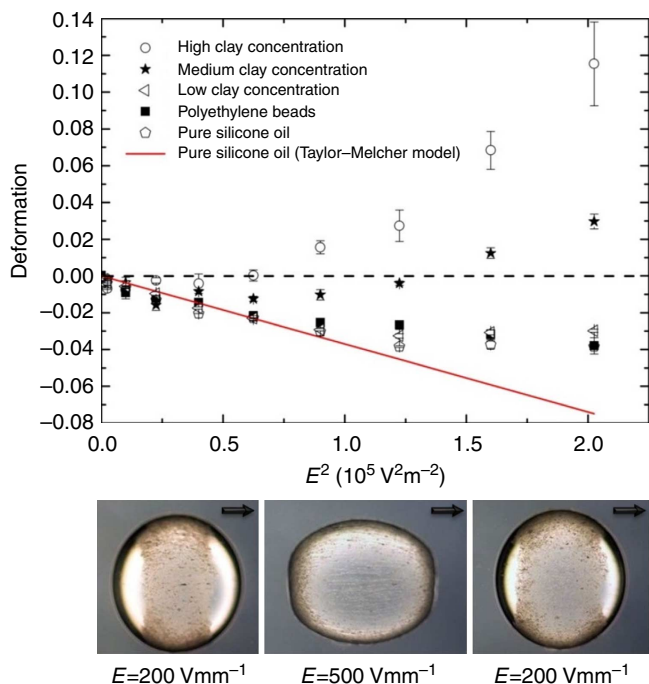 0.14
0.12
0.10
0.08
0.06
0.04
0.02
0.00
−0.02
−0.04
−0.06
−0.08
Deformation
High clay concentration
Medium clay concentration
Low clay concentration
Polyethylene beads
Pure silicone oil
Pure silicone oil (Taylor–Melcher model)
0.0 0.5 1.0 1.5 2.0
E² (10⁵ V²m⁻²)
E=200 Vmm⁻¹ E=500 Vmm⁻¹ E=200 Vmm⁻¹